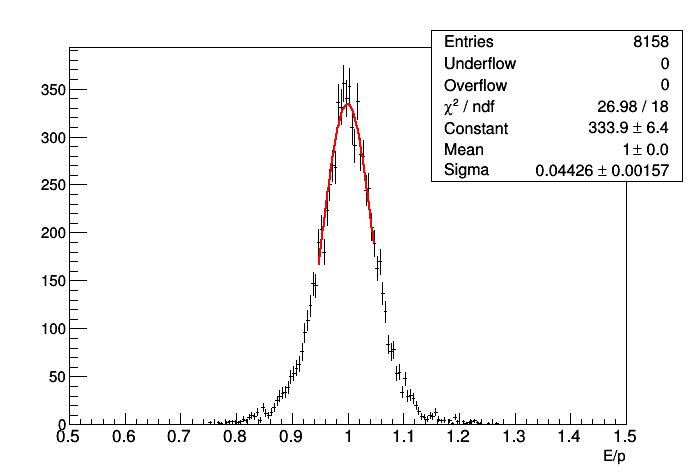 Entries 8158
Underflow 0
Overflow 0
χ² / ndf 26.98 / 18
Constant 333.9 ± 6.4
Mean 1 ± 0.0
Sigma 0.04426 ± 0.00157
350
300
250
200
150
100
50
0
0.5 0.6 0.7 0.8 0.9 1 1.1 1.2 1.3 1.4 1.5
E/p